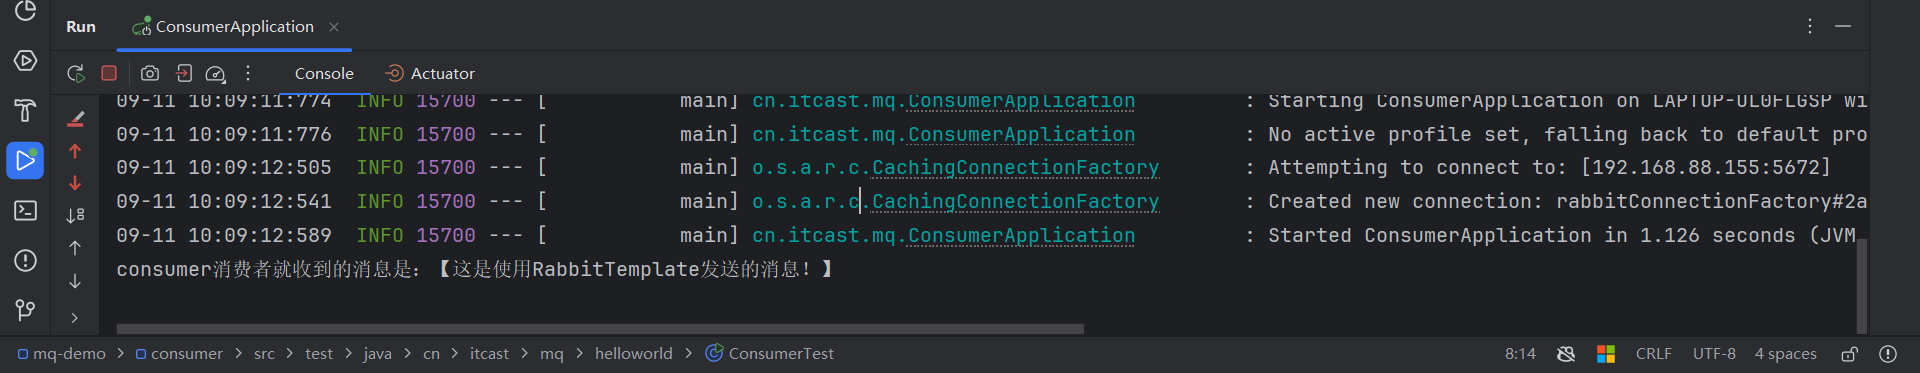 Run ConsumerApplication
Console Actuator
09-11 10:09:11:774 INFO 15700 --- [ main] cn.itcast.mq.ConsumerApplication : Starting ConsumerApplication on LAPTOP-UL0FLGSP wi
09-11 10:09:11:776 INFO 15700 --- [ main] cn.itcast.mq.ConsumerApplication : No active profile set, falling back to default pro
09-11 10:09:12:505 INFO 15700 --- [ main] o.s.a.r.c.CachingConnectionFactory : Attempting to connect to: [192.168.88.155:5672]
09-11 10:09:12:541 INFO 15700 --- [ main] o.s.a.r.c.CachingConnectionFactory : Created new connection: rabbitConnectionFactory#2a
09-11 10:09:12:589 INFO 15700 --- [ main] cn.itcast.mq.ConsumerApplication : Started ConsumerApplication in 1.126 seconds (JVM
consumer消费者就收到的消息是：【这是使用RabbitTemplate发送的消息！】
mq-demo > consumer > src > test > java > cn > itcast > mq > helloworld > ConsumerTest 8:14 CRLF UTF-8 4 spaces